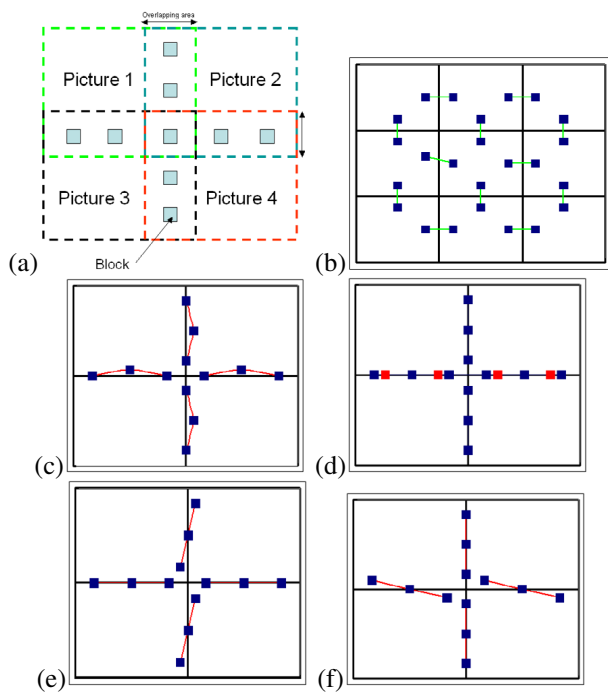 Overlapping area
Picture 1
Picture 2
Picture 3
Picture 4
Block
(a)
(b)
(c)
(d)
(e)
(f)